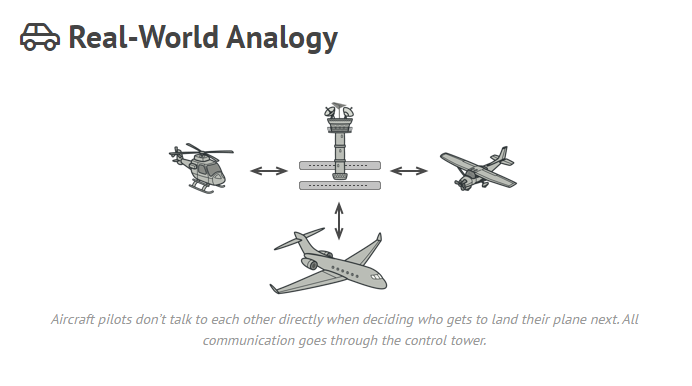 Real-World Analogy
Aircraft pilots don’t talk to each other directly when deciding who gets to land their plane next. All
communication goes through the control tower.